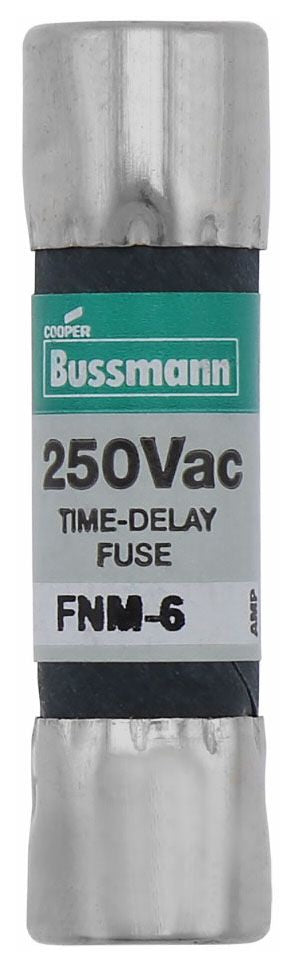 COOPER
Bussmann
250Vac
TIME-DELAY
FUSE
FNM-6
AMP